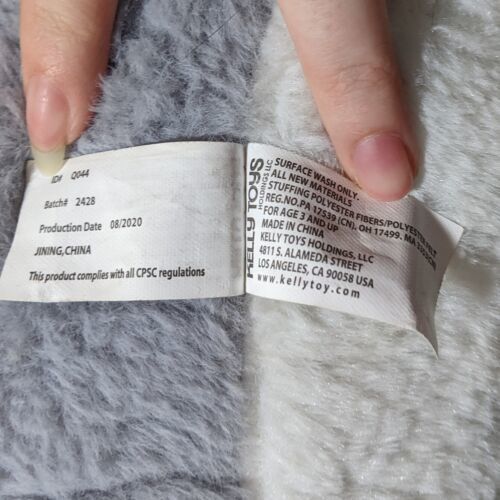 ID# Q044
Batch# 2428
Production Date 08/2020
JINING,CHINA
This product complies with all CPSC regulations
KELLY TOYS
HOLDINGS LLC
SURFACE WASH ONLY.
ALL NEW MATERIALS
STUFFING POLYESTER FIBERS/POLYESTER
REG.NO.PA 17539 (CN), OH 17499. MA
FOR AGE 3 AND UP
MADE IN CHINA
KELLY TOYS HOLDINGS, LLC
4811 S. ALAMEDA STREET
LOS ANGELES, CA 90058 USA
www.kellytoy.com